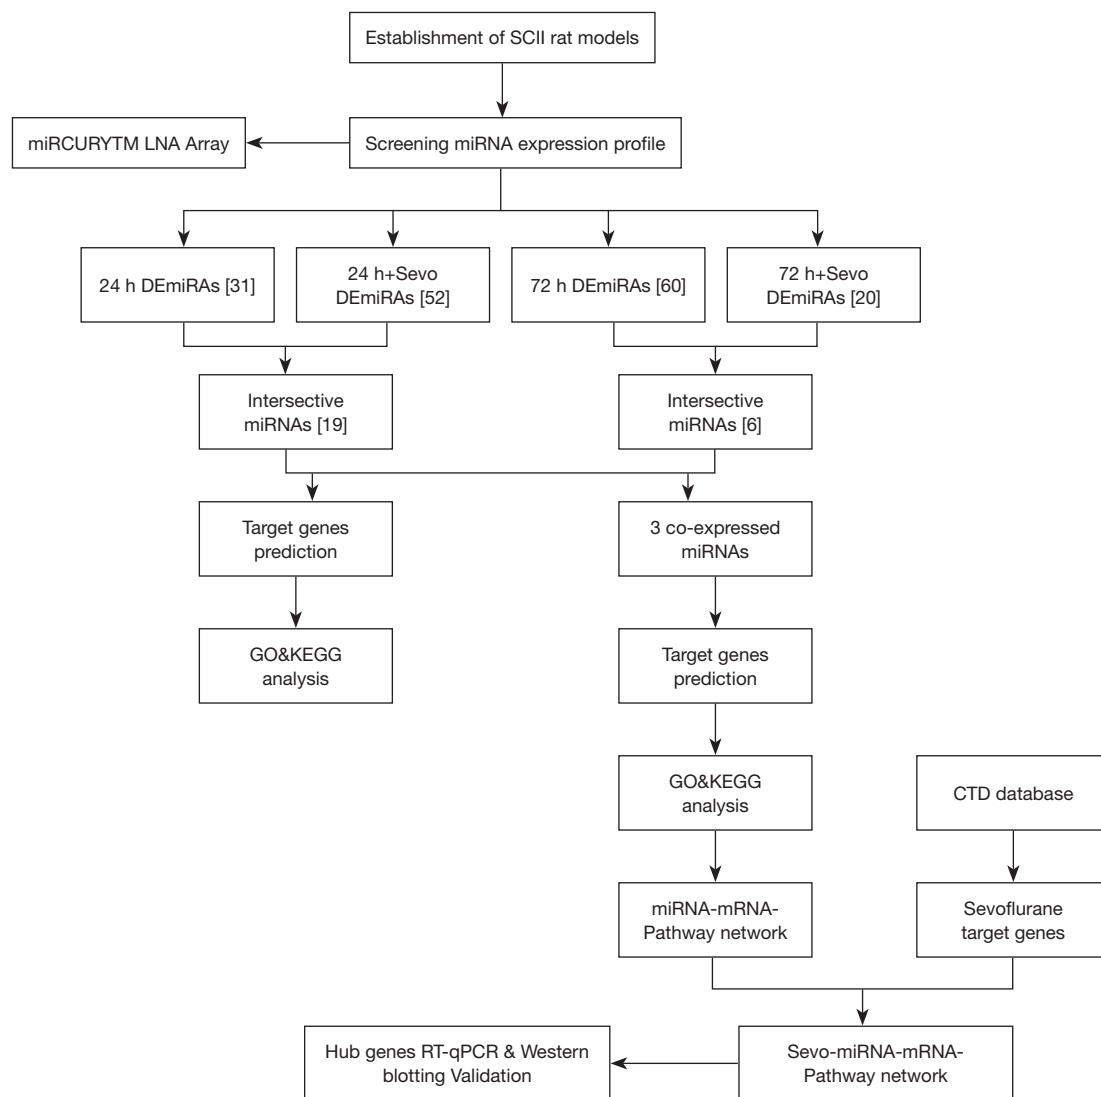 Establishment of SCII rat models
miRCURYTM LNA Array
Screening miRNA expression profile
24 h DEmiRAs [31]
24 h+Sevo
DEmiRAs [52]
72 h DEmiRAs [60]
72 h+Sevo
DEmiRAs [20]
Intersective
miRNAs [19]
Intersective
miRNAs [6]
Target genes
prediction
3 co-expressed
miRNAs
GO&KEGG
analysis
Target genes
prediction
GO&KEGG
analysis
CTD database
miRNA-mRNA-
Pathway network
Sevoflurane
target genes
Hub genes RT-qPCR & Western
blotting Validation
Sevo-miRNA-mRNA-
Pathway network